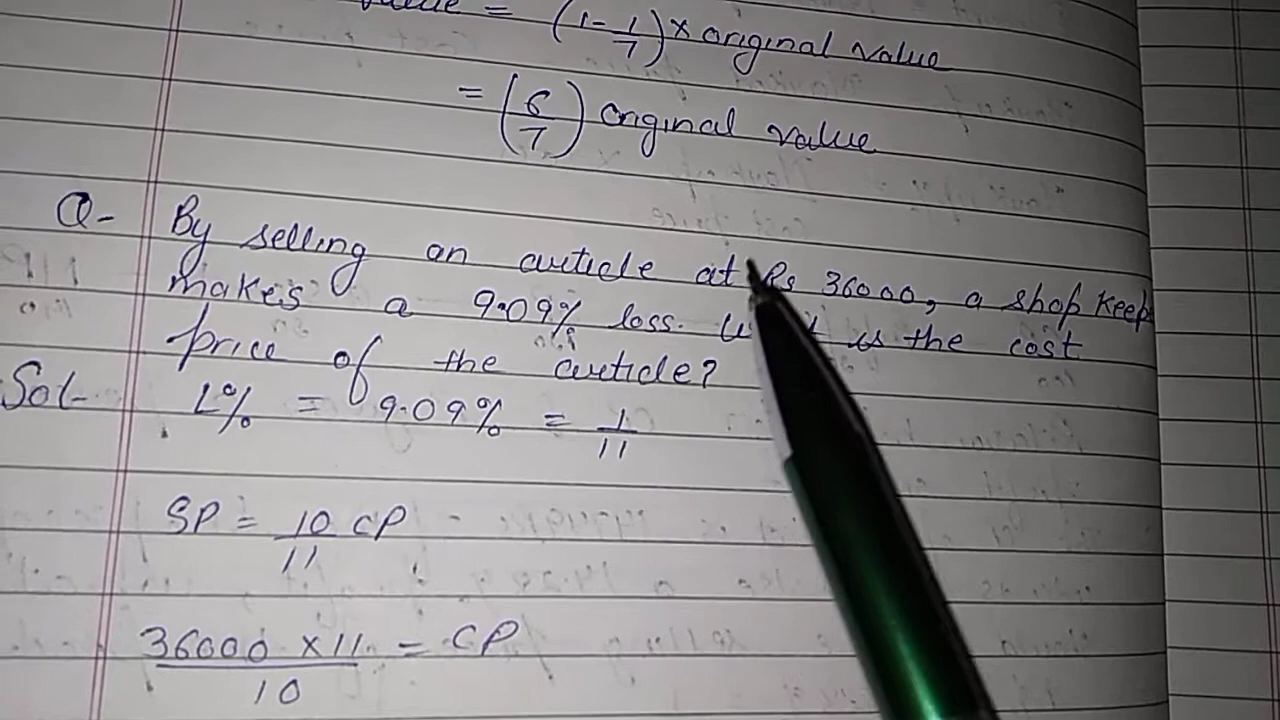 value = (1 - 1/7) × original value
= (6/7) original value
Q- By selling an article at Rs 36000, a shopkeep
makes a 9.09% loss. is the cost
price of the article?
Sol- L% = 9.09% = 1/11
SP = 10/11 CP
36000 × 11 / 10 = CP